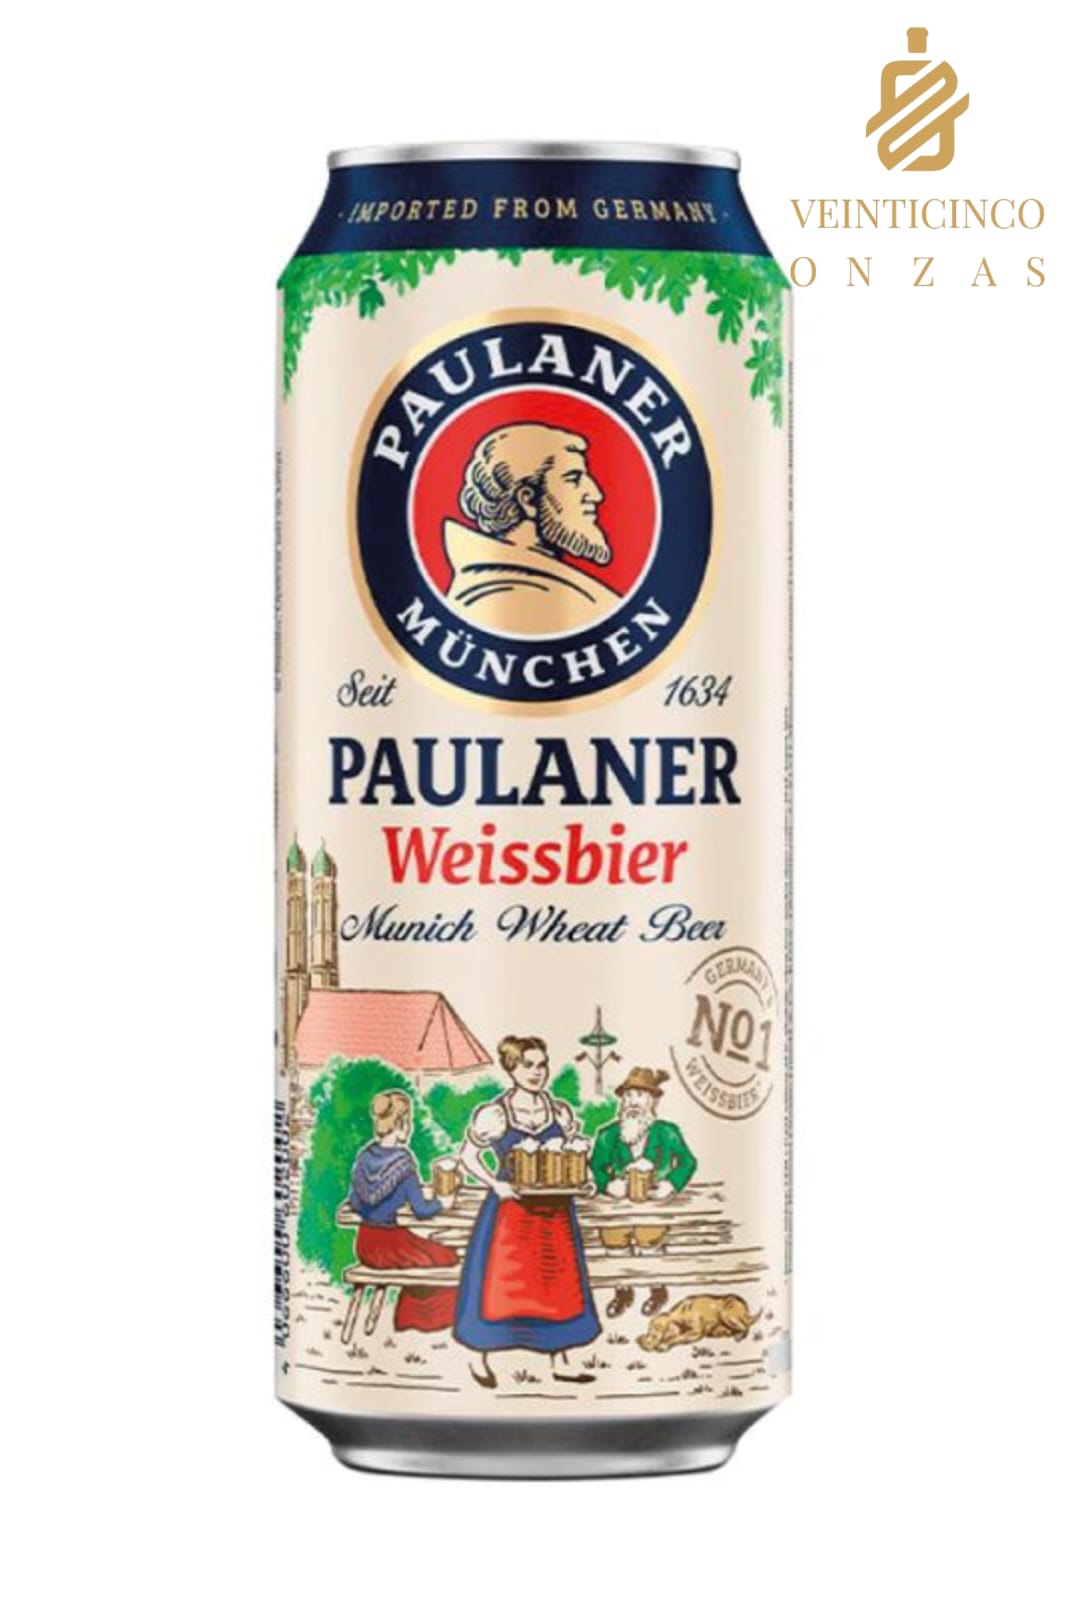 VEINTICINCO
ONZAS
· IMPORTED FROM GERMANY ·
PAULANER
MÜNCHEN
Seit 1634
PAULANER
Weissbier
Munich Wheat Beer
GERMANY'S
No1
WEISSBIER*